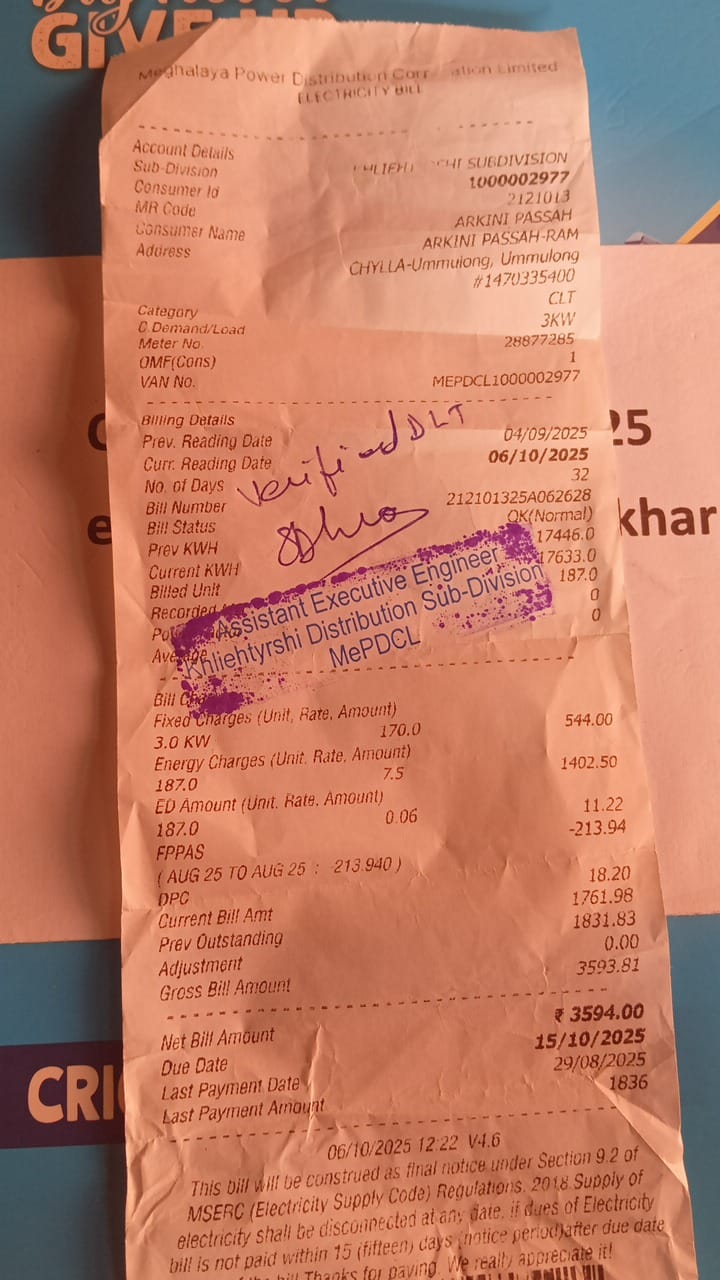 GIVE UP
Meghalaya Power Distribution Limited
ELECTRICITY BILL
Account Details
Sub-Division SUBDIVISION
Consumer Id 1000002977
MR Code 2121013
Consumer Name ARKINI PASSAH
Address ARKINI PASSAH-RAM
CHYLLA-Ummulong, Ummulong
#1470335400
Category CLT
C.Demand/Load 3KW
Meter No. 28877285
OMF(Cons) 1
VAN No. MEPDCL1000002977
Billing Details
Prev. Reading Date 04/09/2025
Curr. Reading Date 06/10/2025
No. of Days 32
Bill Number 212101325A062628
Bill Status OK(Normal)
Prev KWH 17446.0
Current KWH 17633.0
Billed Unit 187.0
Recorded 0
0
verified DLT
Assistant Executive Engineer
Khliehtyrshi Distribution Sub-Division
MePDCL
Bill
Fixed Charges (Unit, Rate, Amount)
3.0 KW 170.0 544.00
Energy Charges (Unit, Rate, Amount)
187.0 7.5 1402.50
ED Amount (Unit, Rate, Amount)
187.0 0.06 11.22
FPPAS -213.94
( AUG 25 TO AUG 25 : -213.940 )
DPC 18.20
Current Bill Amt 1761.98
Prev Outstanding 1831.83
Adjustment 0.00
Gross Bill Amount 3593.81
Net Bill Amount ₹ 3594.00
Due Date 15/10/2025
Last Payment Date 29/08/2025
Last Payment Amount 1836
06/10/2025 12:22 V4.6
This bill will be construed as final notice under Section 9.2 of
MSERC (Electricity Supply Code) Regulations, 2018.Supply of
electricity shall be disconnected at any date, if dues of Electricity
bill is not paid within 15 (fifteen) days (notice period)after due date
of the bill.Thanks for paying. We really appreciate it!
25
khar
CRI